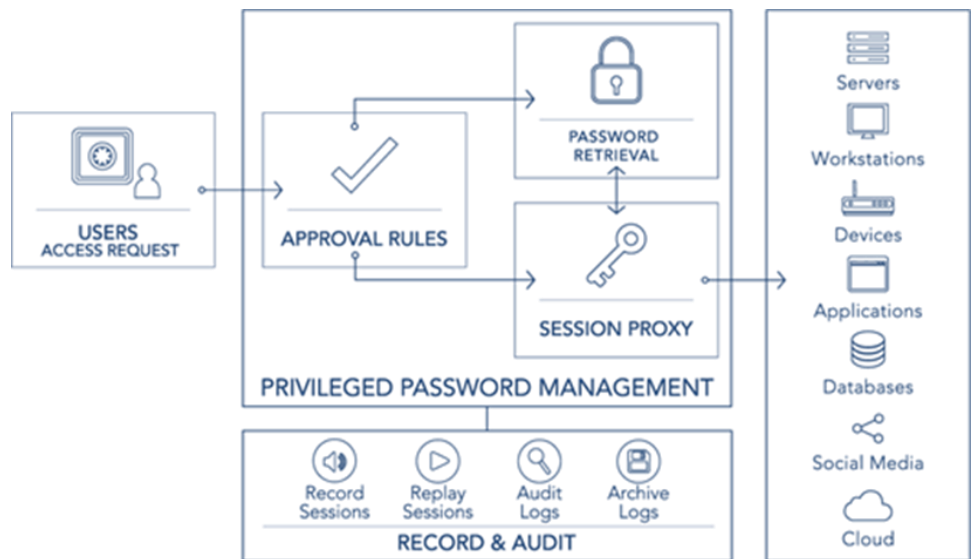 USERS
ACCESS REQUEST
APPROVAL RULES
PASSWORD
RETRIEVAL
SESSION PROXY
PRIVILEGED PASSWORD MANAGEMENT
Record
Sessions
Replay
Sessions
Audit
Logs
Archive
Logs
RECORD & AUDIT
Servers
Workstations
Devices
Applications
Databases
Social Media
Cloud